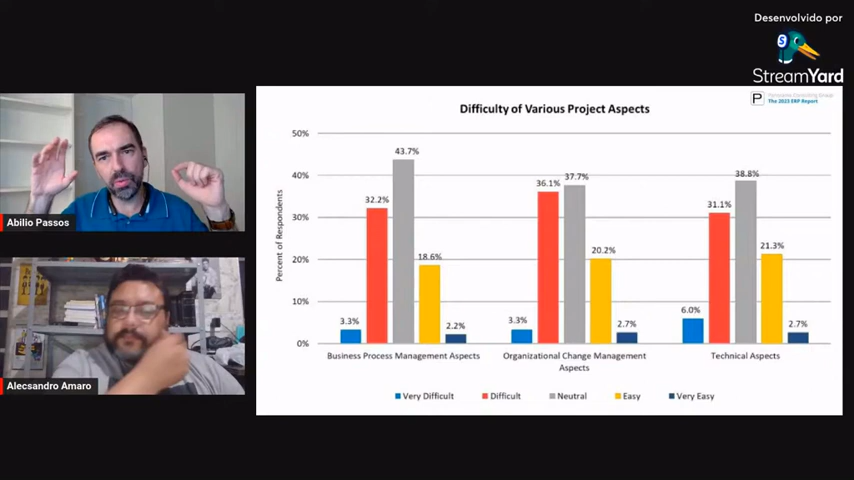 Desenvolvido por
StreamYard
Abilio Passos
Alecsandro Amaro
Panorama Consulting Group
The 2023 ERP Report
Difficulty of Various Project Aspects
Percent of Respondents
50%
40%
30%
20%
10%
0%
3.3%
32.2%
43.7%
18.6%
2.2%
3.3%
36.1%
37.7%
20.2%
2.7%
6.0%
31.1%
38.8%
21.3%
2.7%
Business Process Management Aspects
Organizational Change Management
Aspects
Technical Aspects
Very Difficult
Difficult
Neutral
Easy
Very Easy